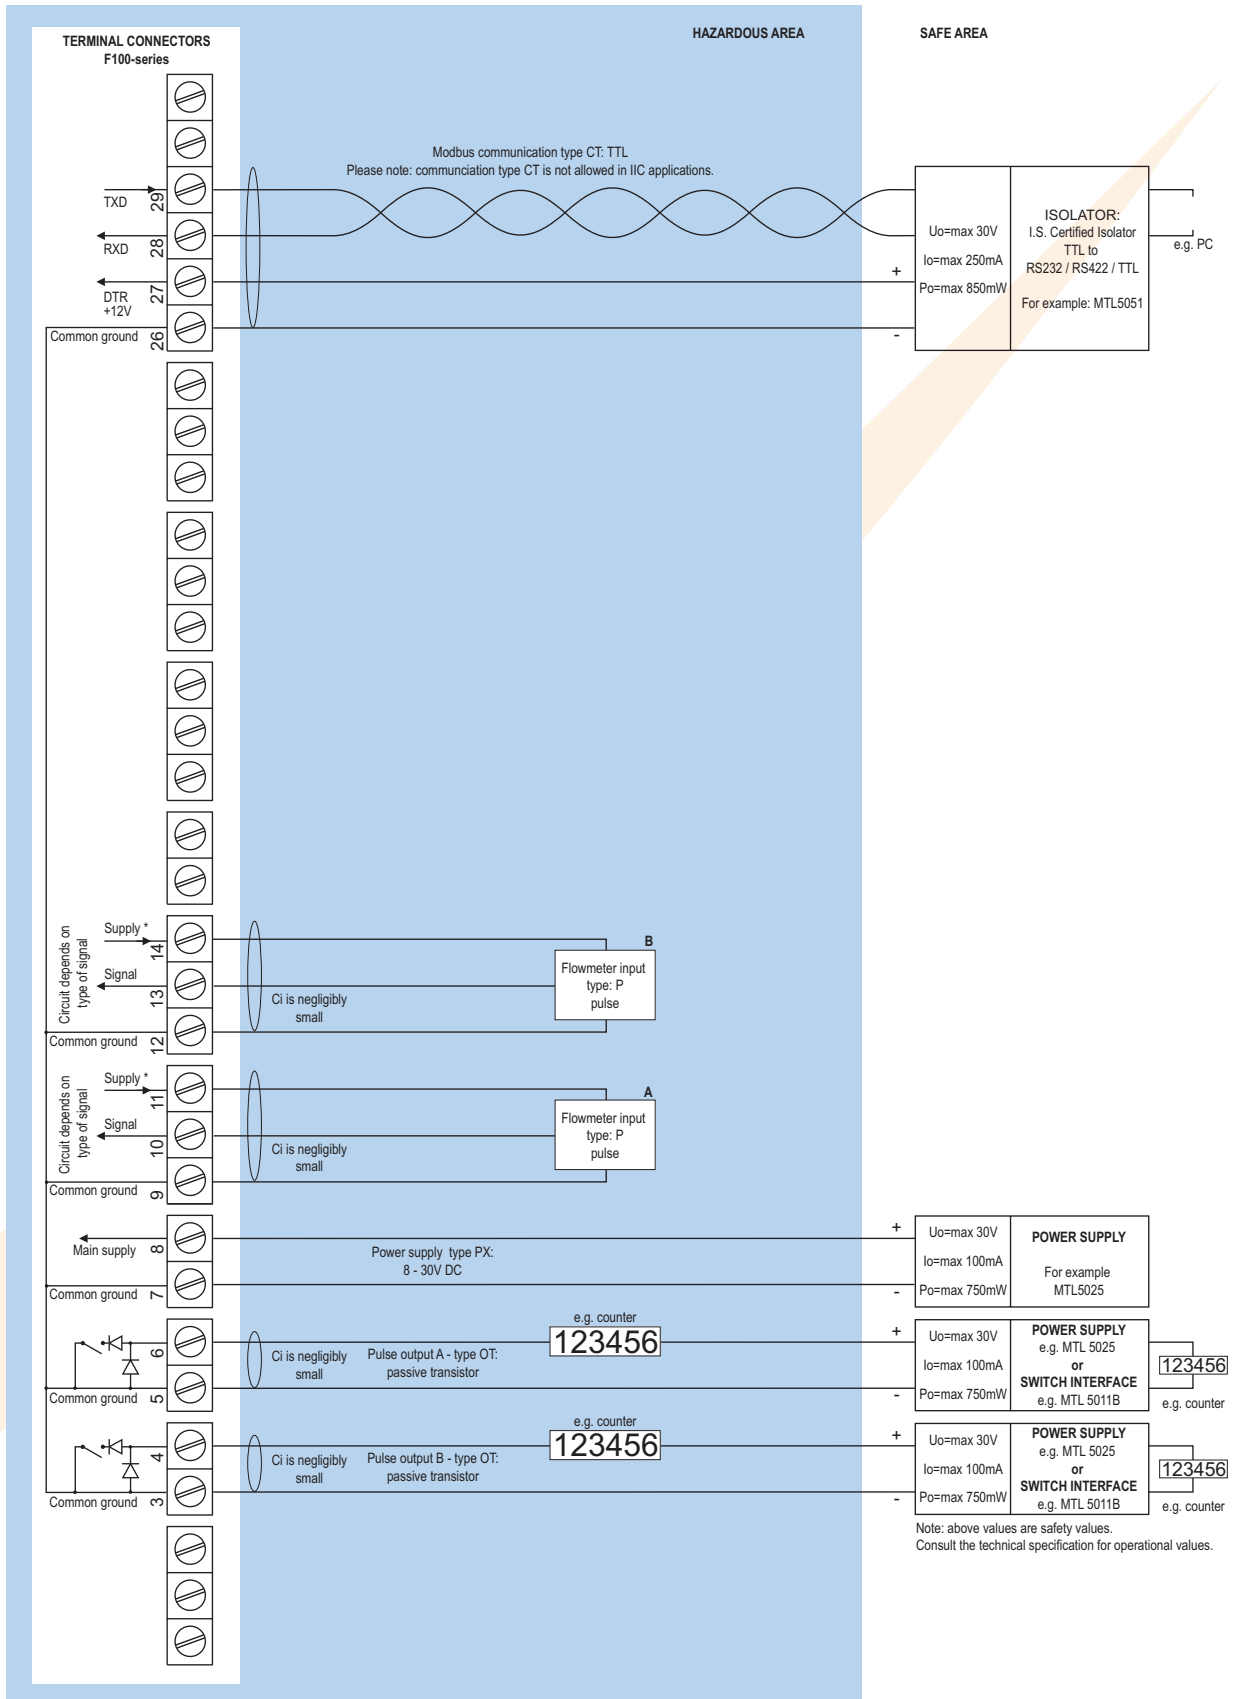 HAZARDOUS AREA
SAFE AREA
TERMINAL CONNECTORS
F100-series
Modbus communication type CT: TTL
Please note: communciation type CT is not allowed in IIC applications.
TXD
29
RXD
28
DTR
+12V
27
Common ground
26
+
-
Uo=max 30V
Io=max 250mA
Po=max 850mW
ISOLATOR:
I.S. Certified Isolator
TTL to
RS232 / RS422 / TTL
For example: MTL5051
e.g. PC
Circuit depends on
type of signal
Supply *
14
Signal
13
Common ground
12
Ci is negligibly
small
B
Flowmeter input
type: P
pulse
Circuit depends on
type of signal
Supply *
11
Signal
10
Common ground
9
Ci is negligibly
small
A
Flowmeter input
type: P
pulse
Main supply
8
Common ground
7
Power supply type PX:
8 - 30V DC
+
-
Uo=max 30V
Io=max 100mA
Po=max 750mW
POWER SUPPLY
For example
MTL5025
6
Common ground
5
Ci is negligibly
small
Pulse output A - type OT:
passive transistor
e.g. counter
123456
+
-
Uo=max 30V
Io=max 100mA
Po=max 750mW
POWER SUPPLY
e.g. MTL 5025
or
SWITCH INTERFACE
e.g. MTL 5011B
123456
e.g. counter
4
Common ground
3
Ci is negligibly
small
Pulse output B - type OT:
passive transistor
e.g. counter
123456
+
-
Uo=max 30V
Io=max 100mA
Po=max 750mW
POWER SUPPLY
e.g. MTL 5025
or
SWITCH INTERFACE
e.g. MTL 5011B
123456
e.g. counter
Note: above values are safety values.
Consult the technical specification for operational values.